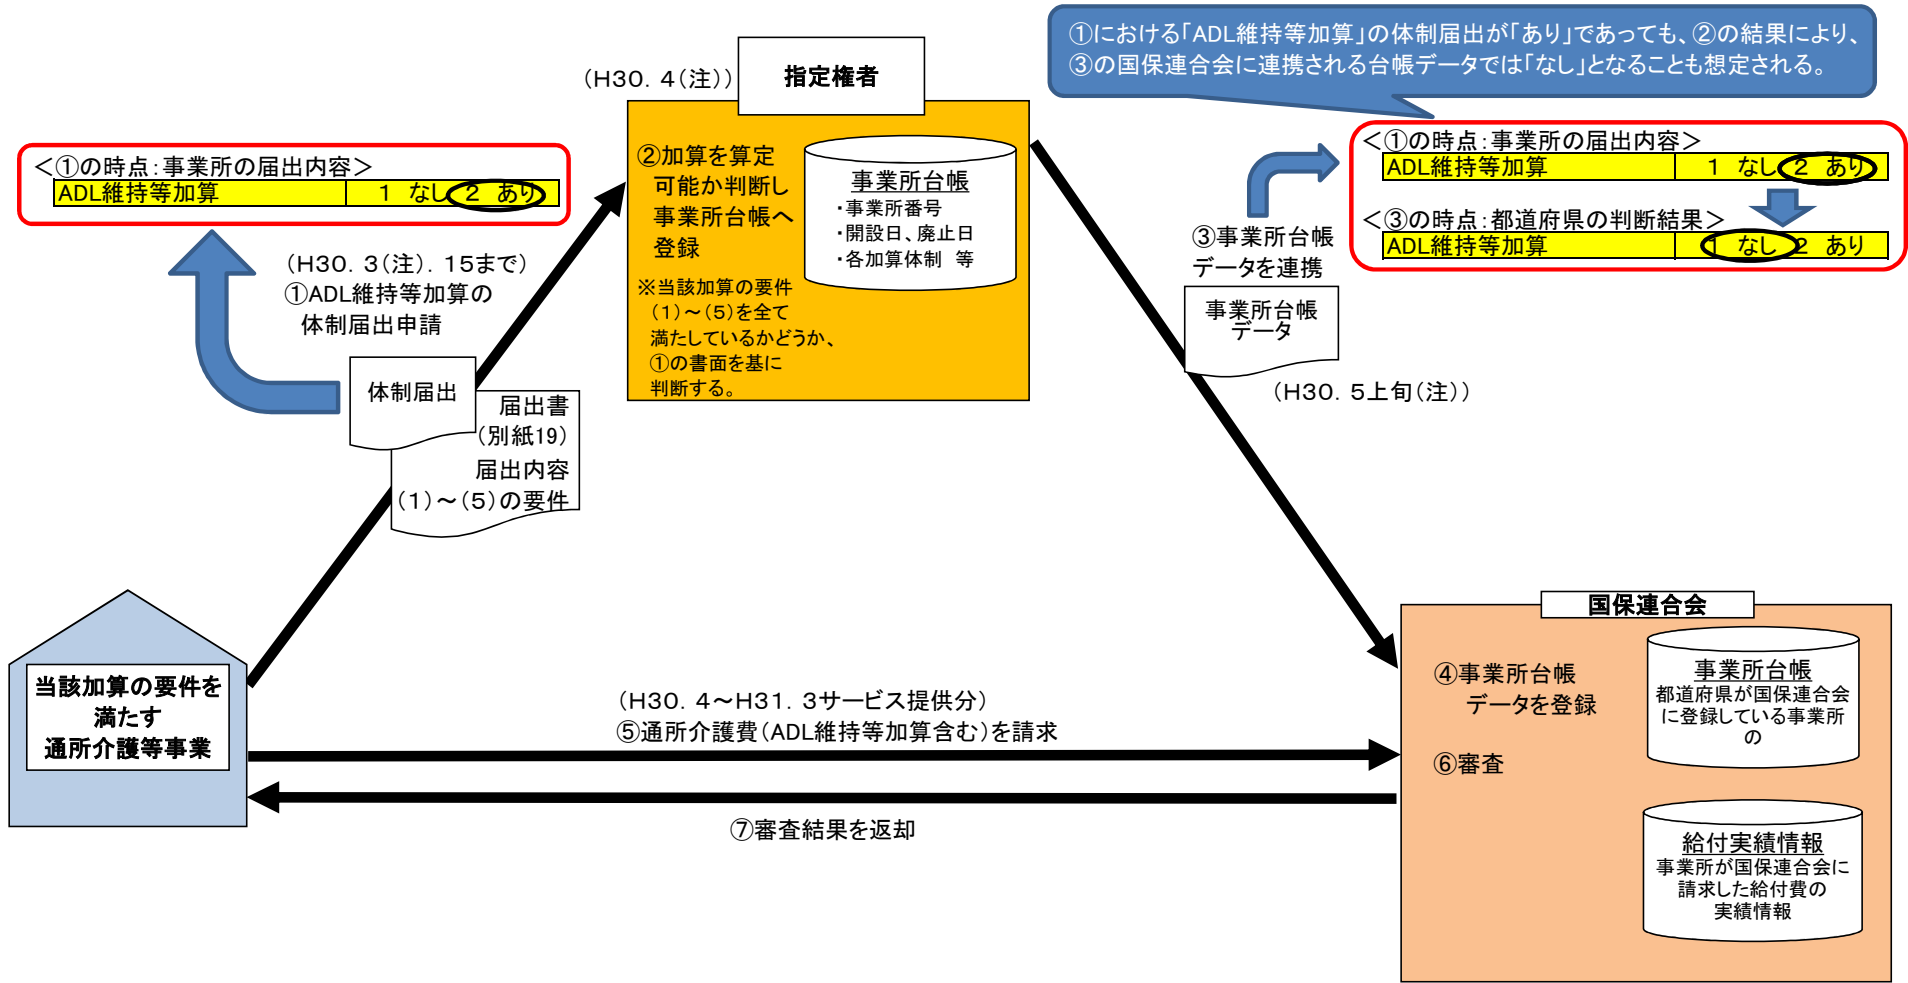 ①における「ADL維持等加算」の体制届出が「あり」であっても、②の結果により、
③の国保連合会に連携される台帳データでは「なし」となることも想定される。
(H30.4(注))
指定権者
②加算を算定
可能か判断し
事業所台帳へ
登録
※当該加算の要件
(1)～(5)を全て
満たしているかどうか、
①の書面を基に
判断する。
事業所台帳
・事業所番号
・開設日、廃止日
・各加算体制 等
<①の時点:事業所の届出内容>
ADL維持等加算 1 なし 2 あり
(H30.3(注).15まで)
①ADL維持等加算の
体制届出申請
体制届出
届出書
(別紙19)
届出内容
(1)～(5)の要件
<①の時点:事業所の届出内容>
ADL維持等加算 1 なし 2 あり
<③の時点:都道府県の判断結果>
ADL維持等加算 1 なし 2 あり
③事業所台帳
データを連携
事業所台帳
データ
(H30.5上旬(注))
当該加算の要件を
満たす
通所介護等事業
(H30.4～H31.3サービス提供分)
⑤通所介護費(ADL維持等加算含む)を請求
⑦審査結果を返却
国保連合会
④事業所台帳
データを登録
⑥審査
事業所台帳
都道府県が国保連合会
に登録している事業所
の
給付実績情報
事業所が国保連合会に
請求した給付費の
実績情報